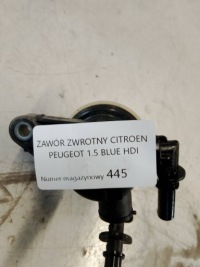 ZAWÓR ZWROTNY CITROEN
PEUGEOT 1.5 BLUE HDI
Numer magazynowy 445